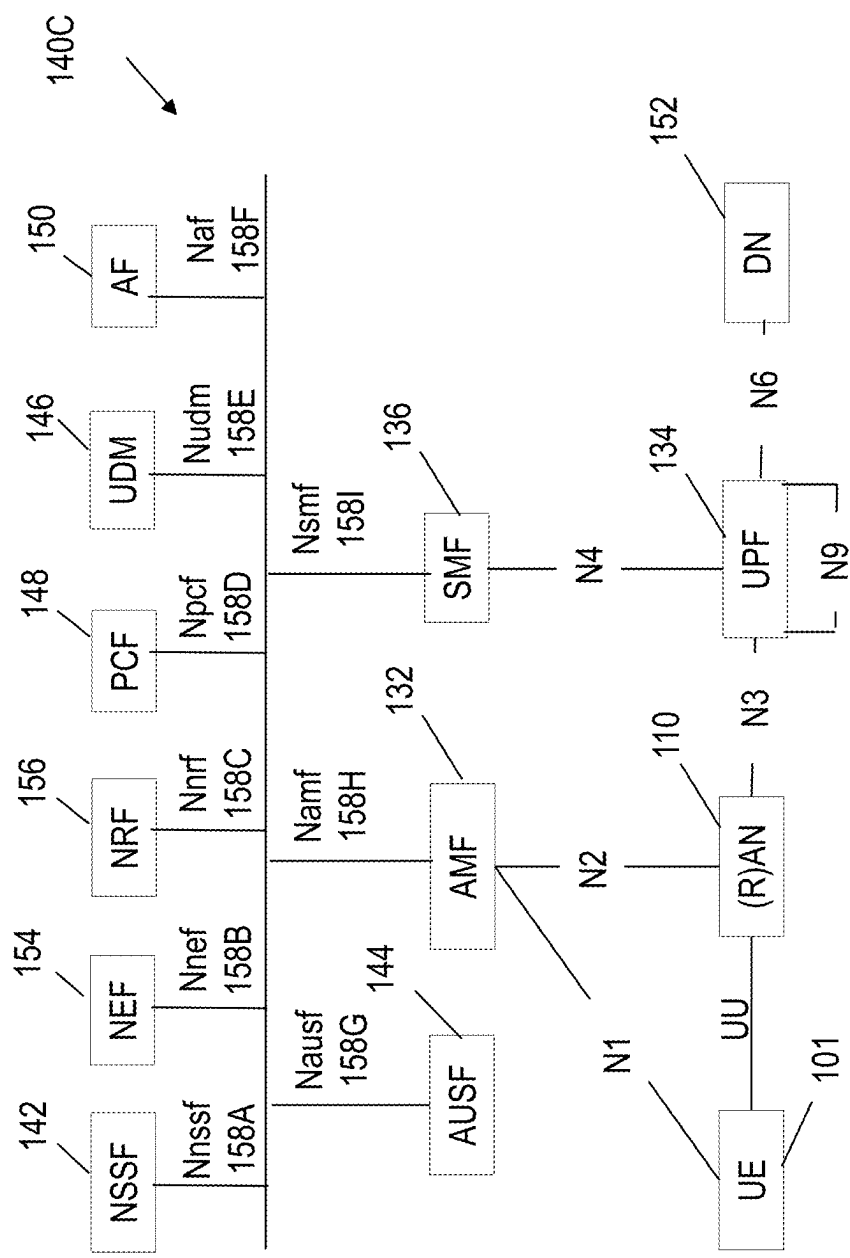 140C
142
154
156
148
146
150
NSSF
NEF
NRF
PCF
UDM
AF
Nnssf
158A
Nnef
158B
Nnrf
158C
Npcf
158D
Nudm
158E
Naf
158F
Nausf
158G
Namf
158H
Nsmf
158I
144
132
136
AUSF
AMF
SMF
N1
N2
N4
101
110
134
152
UE
UU
(R)AN
N3
UPF
N6
DN
N9